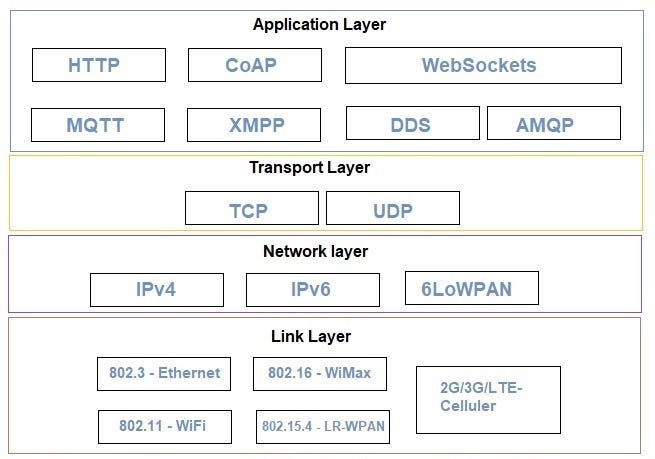 Application Layer
HTTP
CoAP
WebSockets
MQTT
XMPP
DDS
AMQP
Transport Layer
TCP
UDP
Network layer
IPv4
IPv6
6LoWPAN
Link Layer
802.3 - Ethernet
802.16 - WiMax
2G/3G/LTE-
Celluler
802.11 - WiFi
802.15.4 - LR-WPAN